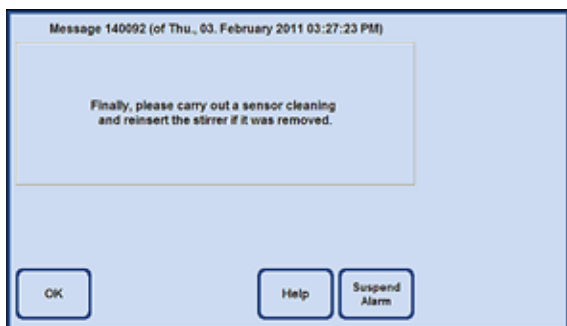 Message 140092 (of Thu., 03. February 2011 03:27:23 PM)
Finally, please carry out a sensor cleaning
and reinsert the stirrer if it was removed.
OK
Help
Suspend
Alarm